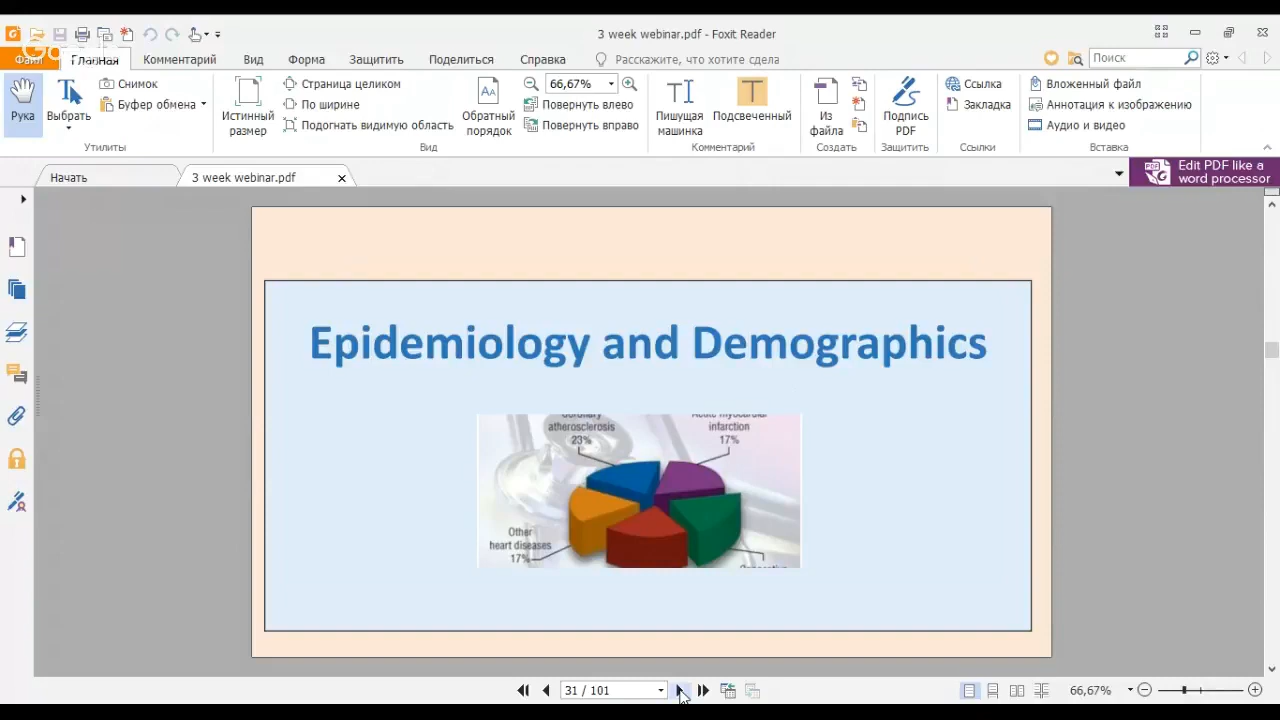 3 week webinar.pdf - Foxit Reader
Файл Главная Комментарий Вид Форма Защитить Поделиться Справка Расскажите, что хотите сдела Поиск
Рука
Выбрать
Снимок
Буфер обмена
Утилиты
Истинный
размер
Страница целиком
По ширине
Подогнать видимую область
Обратный
порядок
66,67%
Повернуть влево
Повернуть вправо
Вид
Пишущая
машинка
Подсвеченный
Комментарий
Из
файла
Создать
Подпись
PDF
Защитить
Ссылка
Закладка
Ссылки
Вложенный файл
Аннотация к изображению
Аудио и видео
Вставка
Начать 3 week webinar.pdf
Edit PDF like a
word processor
Epidemiology and Demographics
Coronary
atherosclerosis
23%
Acute myocardial
infarction
17%
Other
heart diseases
17%
31 / 101 66,67%